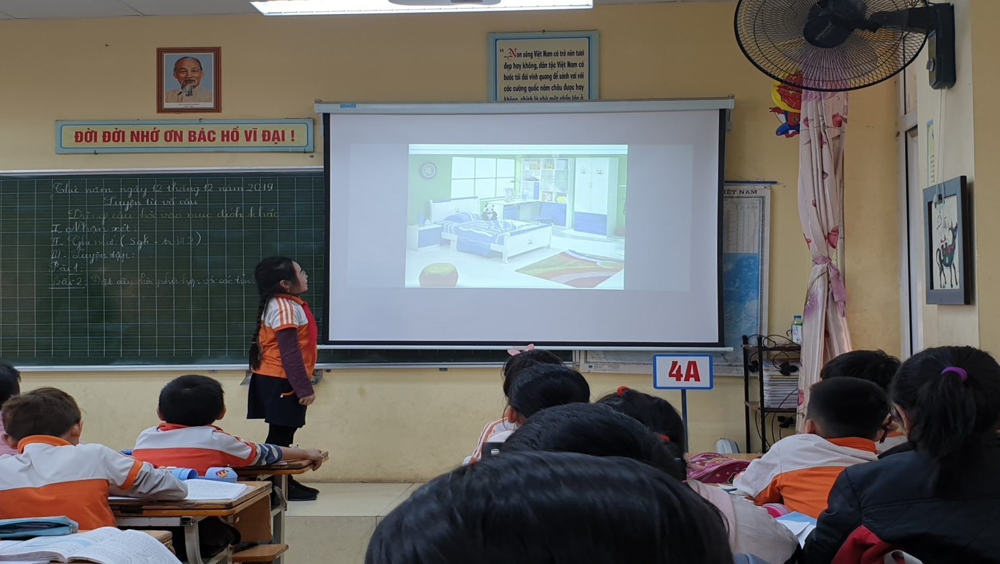 " Non sông Việt Nam có trở nên tươi
đẹp hay không, dân tộc Việt Nam có
bước tới đài vinh quang để sánh vai với
các cường quốc năm châu được hay
không, chính là nhờ một phần lớn ở
ĐỜI ĐỜI NHỚ ƠN BÁC HỒ VĨ ĐẠI !
Thứ năm ngày 12 tháng 12 năm 2019
Luyện từ và câu
Dùng câu hỏi vào mục đích khác
I. Nhận xét:
II- Ghi nhớ ( Sgk - tr 142)
III- Luyện tập:
Bài 1:
Bài 2: Đặt câu hỏi phù hợp với các tìn
IỆT NAM
4A